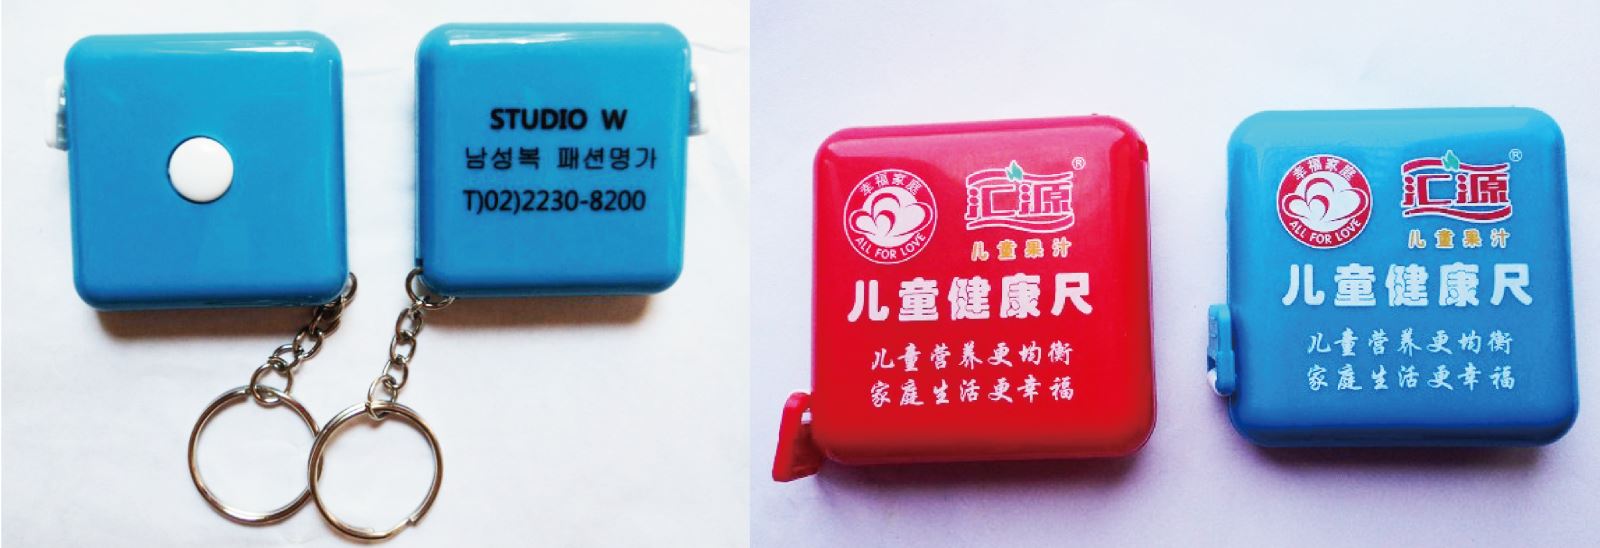 STUDIO W
남성복 패션명가
T)02)2230-8200
幸福家庭
ALL FOR LOVE
汇源®
儿童果汁
儿童健康尺
儿童营养更均衡
家庭生活更幸福
幸福家庭
ALL FOR LOVE
汇源®
儿童果汁
儿童健康尺
儿童营养更均衡
家庭生活更幸福